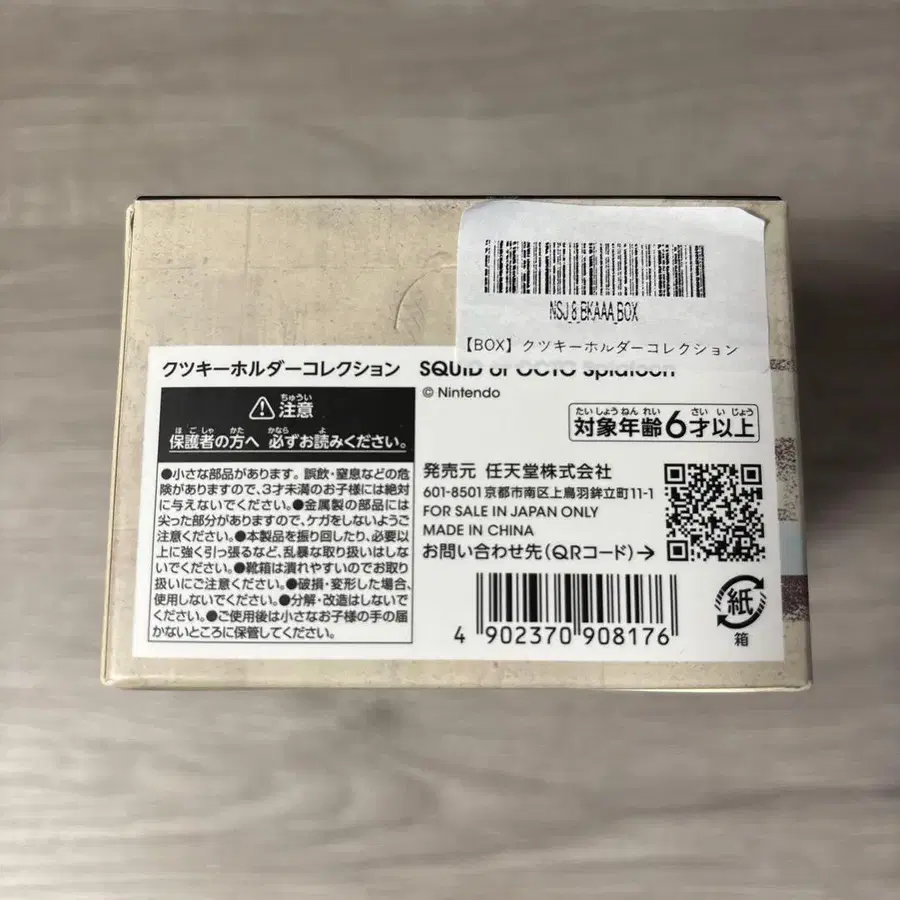 NSJ_8_BKAAA_BOX
【BOX】クツキーホルダーコレクション
クツキーホルダーコレクション SQUID or OCTO Splatoon
© Nintendo
ちゅうい
注意
ほごしゃ かた かなら よ
保護者の方へ 必ずお読みください。
●小さな部品があります。誤飲・窒息などの危
険がありますので、3才未満のお子様には絶対
に与えないでください。●金属製の部品には
尖った部分がありますので、ケガをしないようご
注意ください。●本製品を振り回したり、必要以
上に強く引っ張るなど、乱暴な取り扱いはしな
いでください。●靴箱は潰れやすいのでお取り
扱いにご注意ください。●破損・変形した場合、
使用しないでください。●分解・改造はしないで
ください。●ご使用後は小さなお子様の手の届
かないところに保管してください。
たいしょうねんれい さいいじょう
対象年齢6才以上
発売元 任天堂株式会社
601-8501 京都市南区上鳥羽鉾立町11-1
FOR SALE IN JAPAN ONLY
MADE IN CHINA
お問い合わせ先(QRコード)→
4 902370 908176
紙
箱